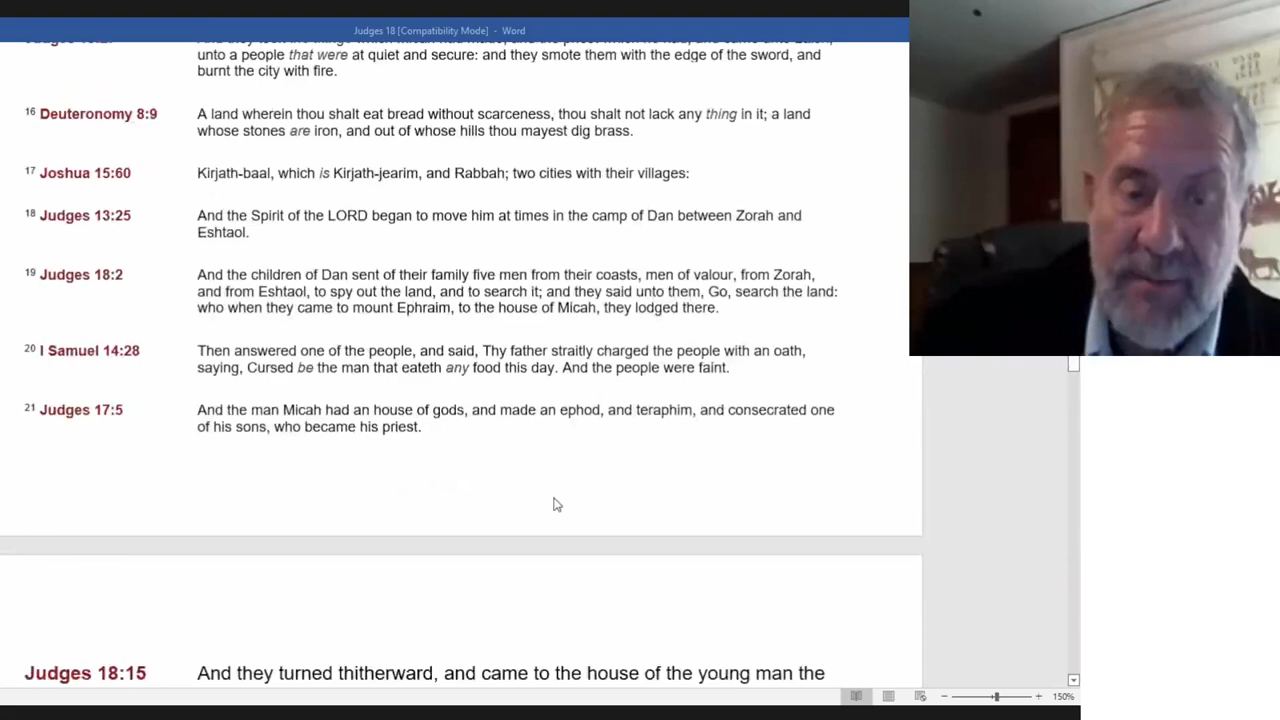 Judges 18 [Compatibility Mode] - Word
unto a people that were at quiet and secure: and they smote them with the edge of the sword, and
burnt the city with fire.
16 Deuteronomy 8:9 A land wherein thou shalt eat bread without scarceness, thou shalt not lack any thing in it; a land
whose stones are iron, and out of whose hills thou mayest dig brass.
17 Joshua 15:60 Kirjath-baal, which is Kirjath-jearim, and Rabbah; two cities with their villages:
18 Judges 13:25 And the Spirit of the LORD began to move him at times in the camp of Dan between Zorah and
Eshtaol.
19 Judges 18:2 And the children of Dan sent of their family five men from their coasts, men of valour, from Zorah,
and from Eshtaol, to spy out the land, and to search it; and they said unto them, Go, search the land:
who when they came to mount Ephraim, to the house of Micah, they lodged there.
20 I Samuel 14:28 Then answered one of the people, and said, Thy father straitly charged the people with an oath,
saying, Cursed be the man that eateth any food this day. And the people were faint.
21 Judges 17:5 And the man Micah had an house of gods, and made an ephod, and teraphim, and consecrated one
of his sons, who became his priest.
Judges 18:15 And they turned thitherward, and came to the house of the young man the
150%